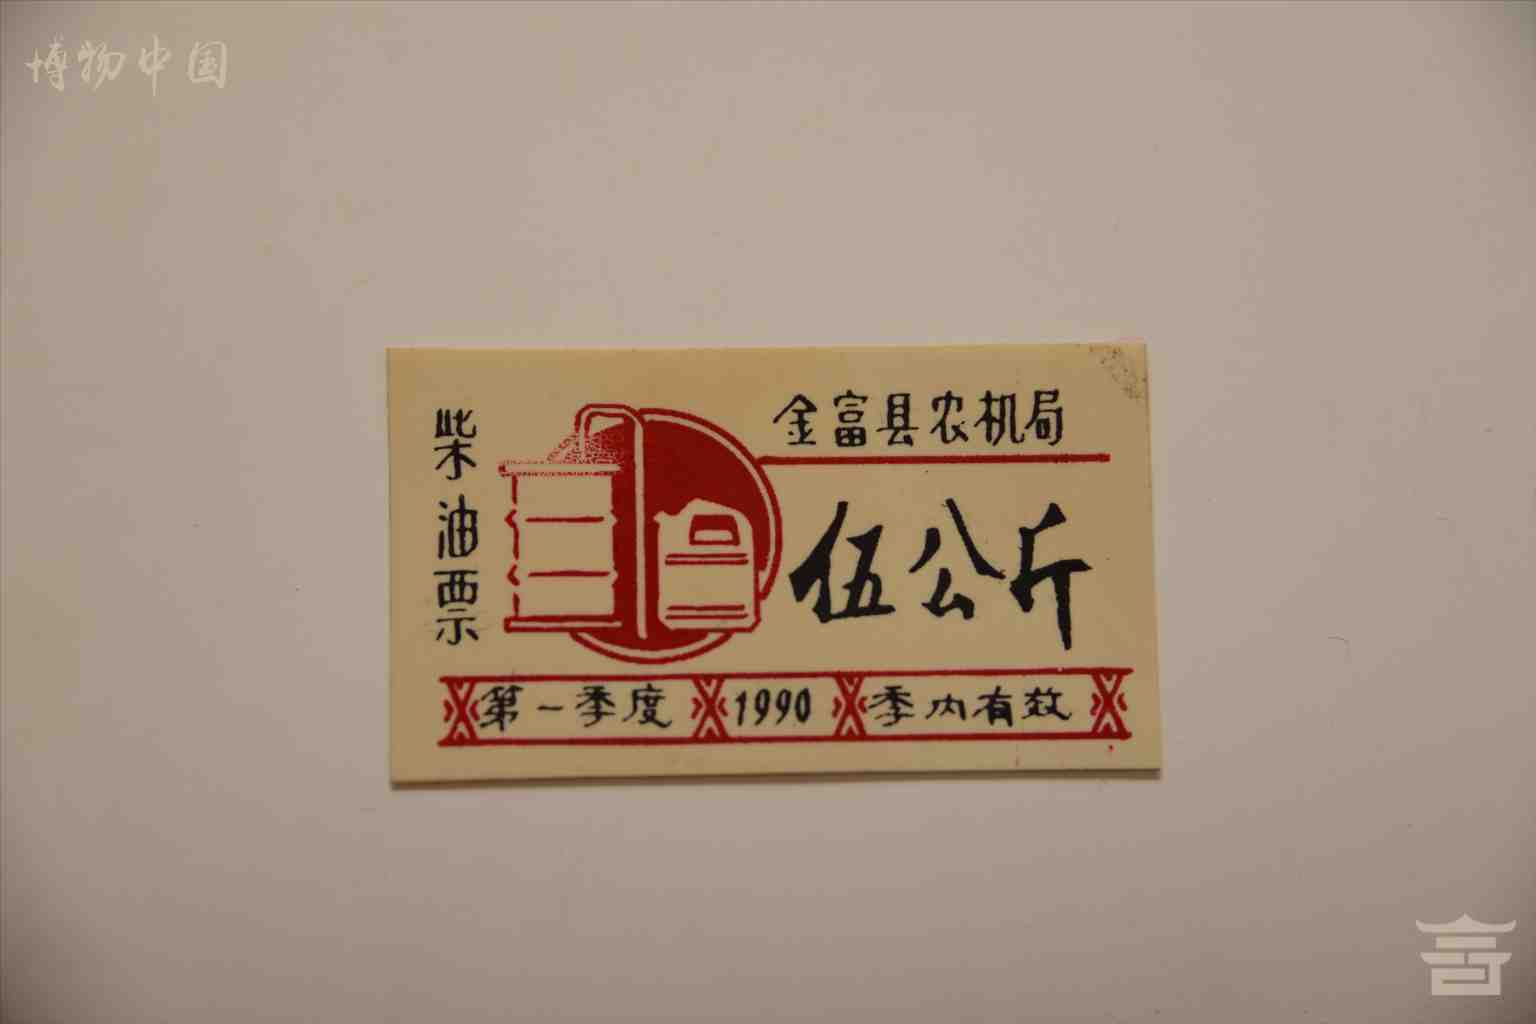 博物中国
金富县农机局
柴油票
伍公斤
第一季度 1990 季内有效